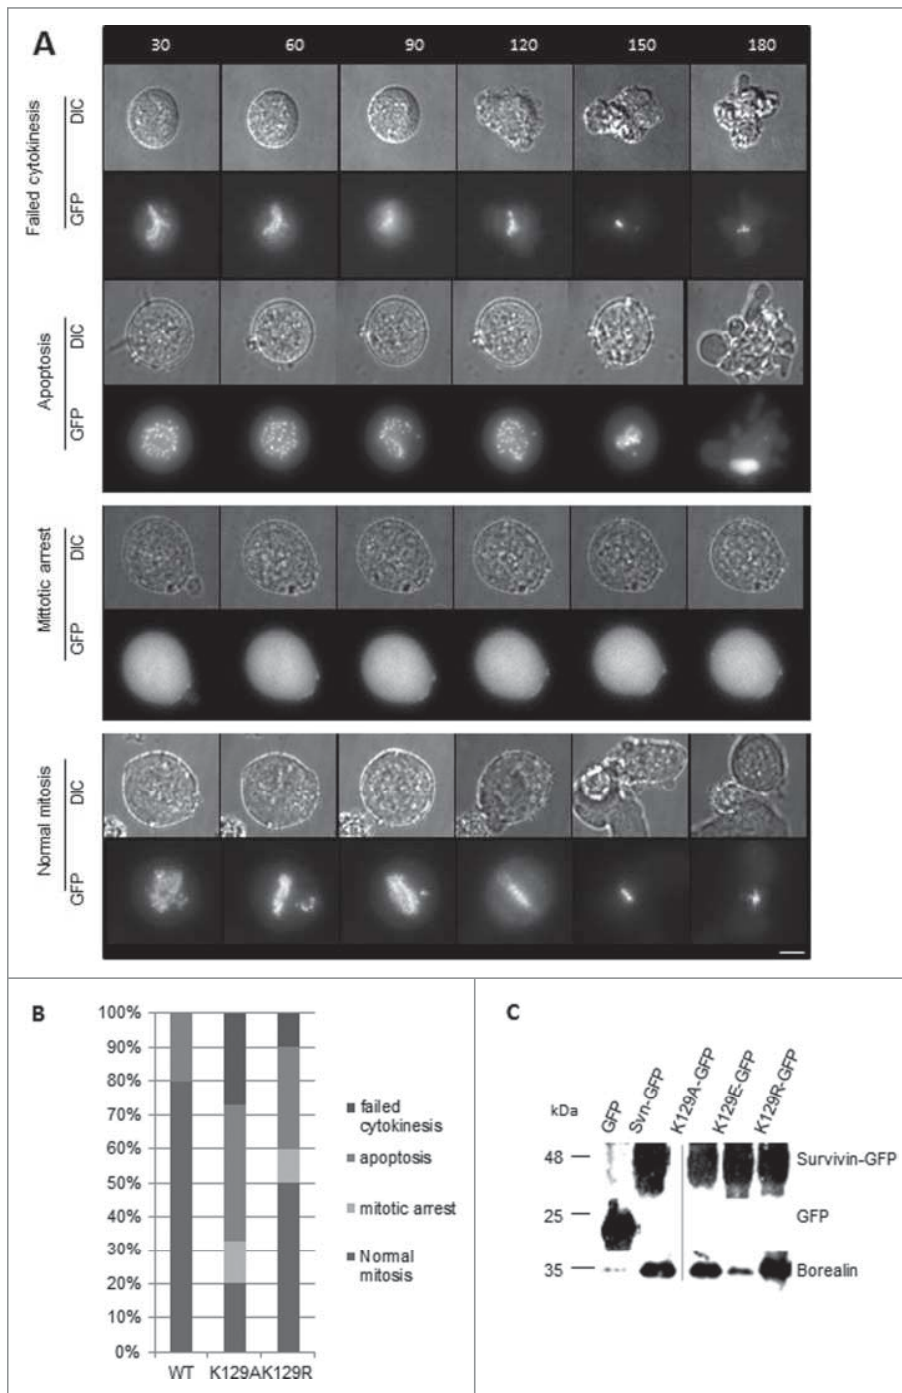 A
30 60 90 120 150 180
Failed cytokinesis
DIC
GFP
Apoptosis
DIC
GFP
Mittotic arrest
DIC
GFP
Normal mitosis
DIC
GFP
B
100%
90%
80%
70%
60%
50%
40%
30%
20%
10%
0%
WT K129A K129R
failed
cytokinesis
apoptosis
mitotic arrest
Normal
mitosis
C
kDa
GFP
Svn-GFP
K129A-GFP
K129E-GFP
K129R-GFP
48 Survivin-GFP
25 GFP
35 Borealin